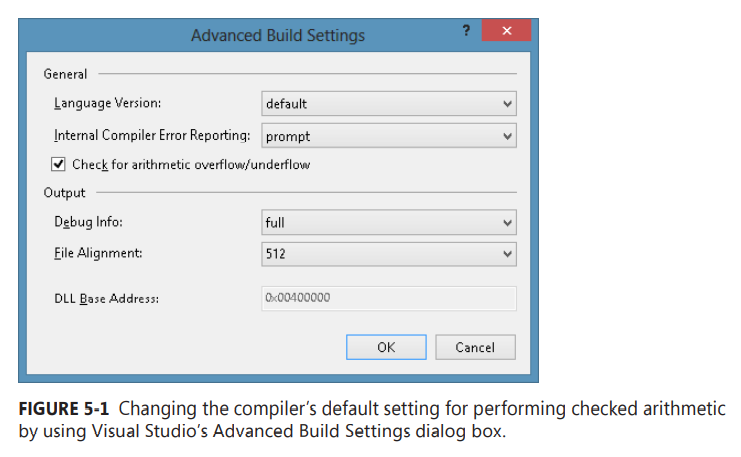 Advanced Build Settings
?
General
Language Version:
default
Internal Compiler Error Reporting:
prompt
Check for arithmetic overflow/underflow
Output
Debug Info:
full
File Alignment:
512
DLL Base Address:
0x00400000
OK
Cancel
FIGURE 5-1 Changing the compiler’s default setting for performing checked arithmetic
by using Visual Studio’s Advanced Build Settings dialog box.